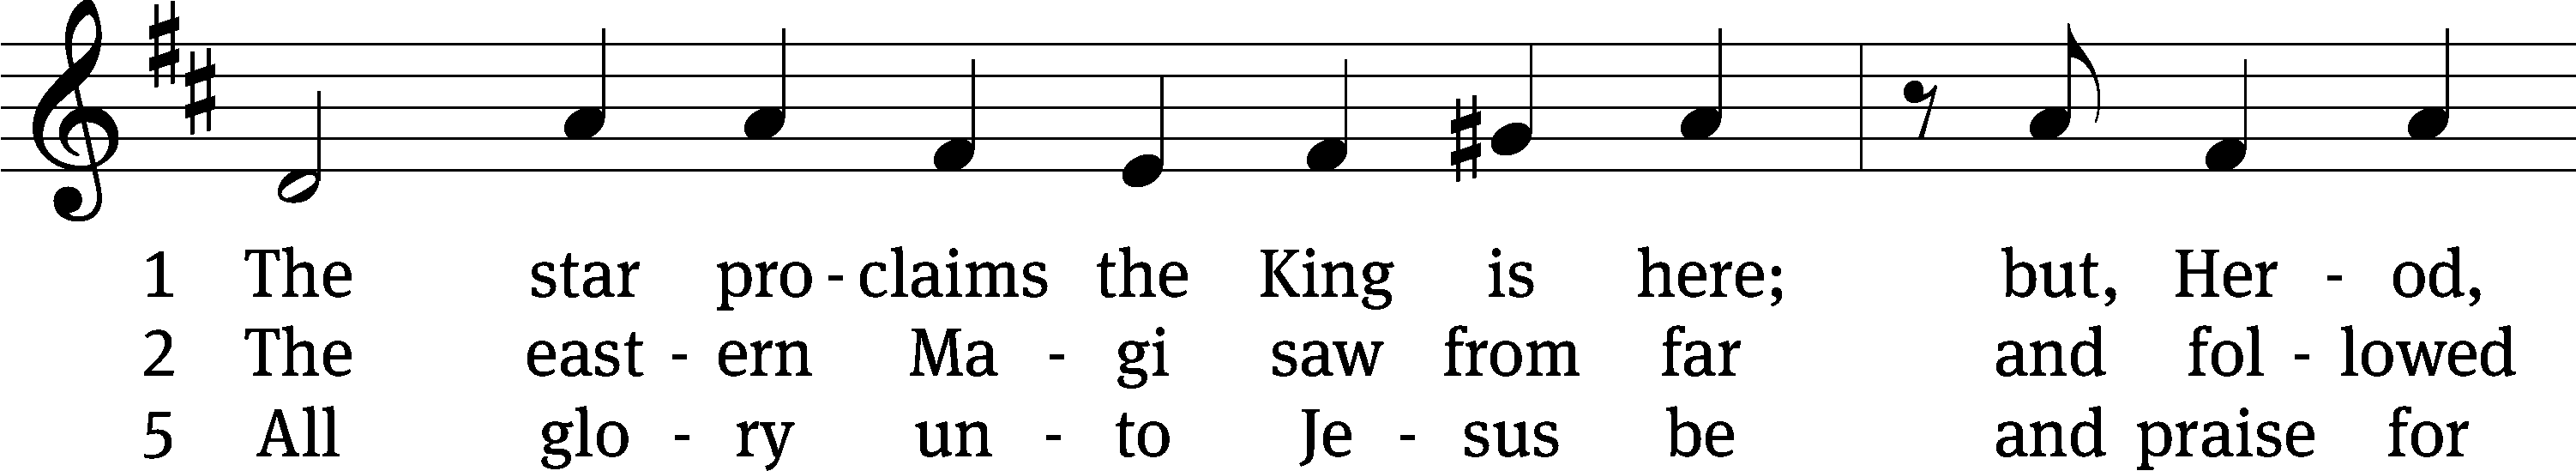 1 The star pro - claims the King is here; but, Her - od,
2 The east - ern Ma - gi saw from far and fol - lowed
5 All glo - ry un - to Je - sus be and praise for